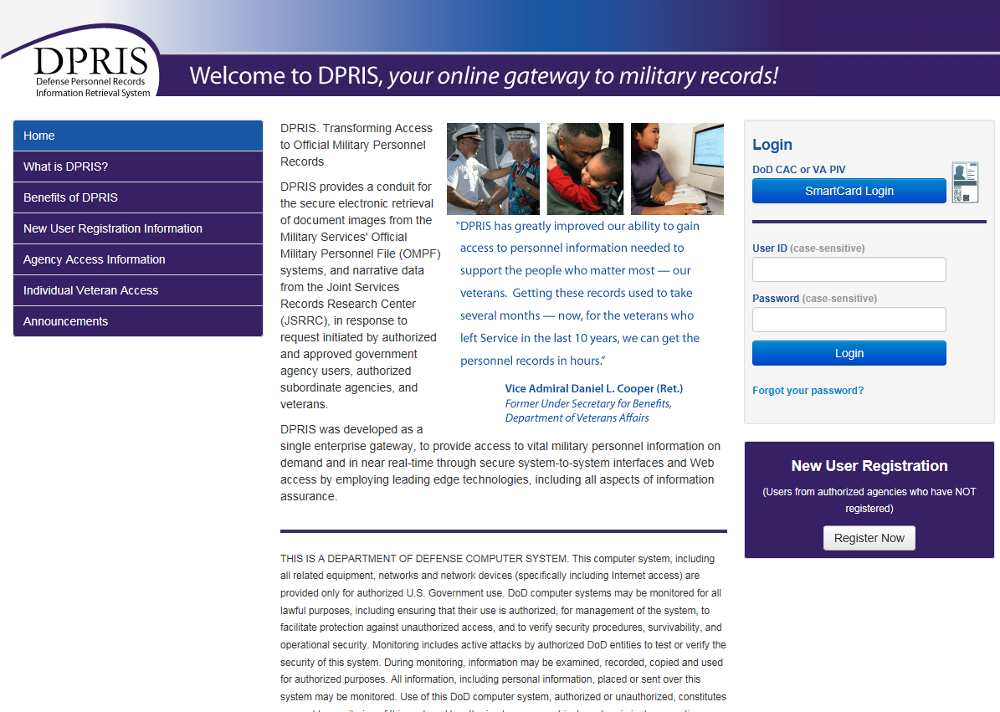 DPRIS
Defense Personnel Records
Information Retrieval System
Welcome to DPRIS, your online gateway to military records!
Home
What is DPRIS?
Benefits of DPRIS
New User Registration Information
Agency Access Information
Individual Veteran Access
Announcements
DPRIS. Transforming Access
to Official Military Personnel
Records
DPRIS provides a conduit for
the secure electronic retrieval
of document images from the
Military Services' Official
Military Personnel File (OMPF)
systems, and narrative data
from the Joint Services
Records Research Center
(JSRRC), in response to
request initiated by authorized
and approved government
agency users, authorized
subordinate agencies, and
veterans.
“DPRIS has greatly improved our ability to gain
access to personnel information needed to
support the people who matter most — our
veterans. Getting these records used to take
several months — now, for the veterans who
left Service in the last 10 years, we can get the
personnel records in hours.”
Vice Admiral Daniel L. Cooper (Ret.)
Former Under Secretary for Benefits,
Department of Veterans Affairs
DPRIS was developed as a
single enterprise gateway, to provide access to vital military personnel information on
demand and in near real-time through secure system-to-system interfaces and Web
access by employing leading edge technologies, including all aspects of information
assurance.
THIS IS A DEPARTMENT OF DEFENSE COMPUTER SYSTEM. This computer system, including
all related equipment, networks and network devices (specifically including Internet access) are
provided only for authorized U.S. Government use. DoD computer systems may be monitored for all
lawful purposes, including ensuring that their use is authorized, for management of the system, to
facilitate protection against unauthorized access, and to verify security procedures, survivability, and
operational security. Monitoring includes active attacks by authorized DoD entities to test or verify the
security of this system. During monitoring, information may be examined, recorded, copied and used
for authorized purposes. All information, including personal information, placed or sent over this
system may be monitored. Use of this DoD computer system, authorized or unauthorized, constitutes
Login
DoD CAC or VA PIV
SmartCard Login
User ID (case-sensitive)
Password (case-sensitive)
Login
Forgot your password?
New User Registration
(Users from authorized agencies who have NOT
registered)
Register Now